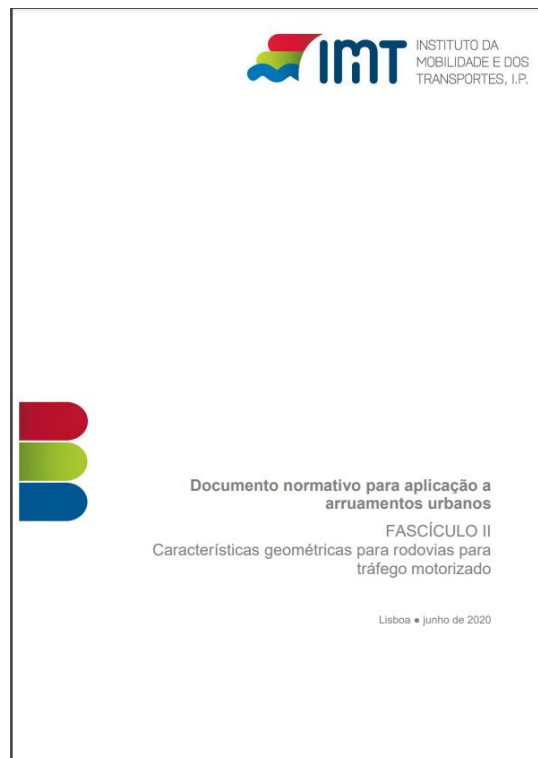 IMT
INSTITUTO DA
MOBILIDADE E DOS
TRANSPORTES, I.P.
Documento normativo para aplicação a
arruamentos urbanos
FASCÍCULO II
Características geométricas para rodovias para
tráfego motorizado
Lisboa ● junho de 2020